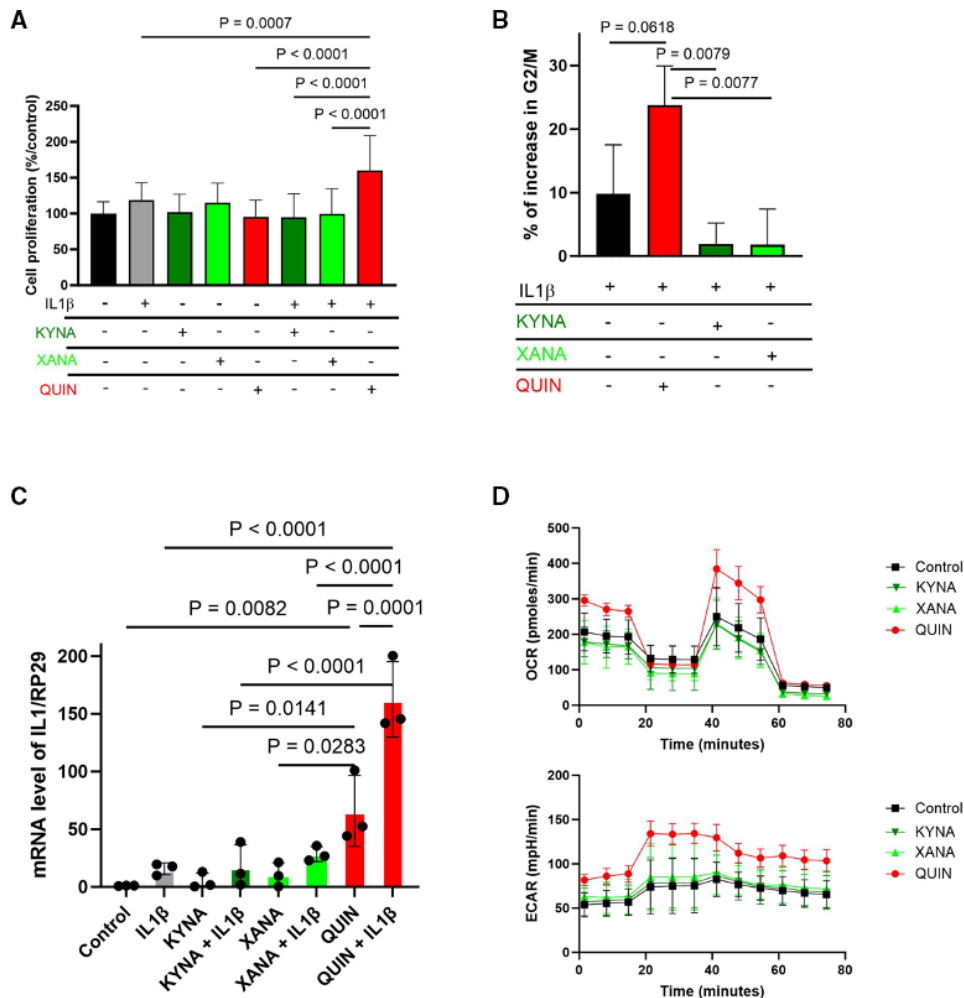 A
P = 0.0007
P < 0.0001
P < 0.0001
P < 0.0001
Cell proliferation (%/control)
250
200
150
100
50
0
IL1β - + - - - + + +
KYNA - - + - - + - -
XANA - - - + - - + -
QUIN - - - - + - - +
B
P = 0.0618
P = 0.0079
P = 0.0077
% of increase in G2/M
30
20
10
0
IL1β + + + +
KYNA - - + -
XANA - - - +
QUIN - + - -
C
P < 0.0001
P < 0.0001
P = 0.0082
P = 0.0001
P < 0.0001
P = 0.0141
P = 0.0283
mRNA level of IL1/RP29
200
150
100
50
0
Control
IL1β
KYNA
KYNA + IL1β
XANA
XANA + IL1β
QUIN
QUIN + IL1β
D
OCR (pmoles/min)
500
400
300
200
100
0
0 20 40 60 80
Time (minutes)
Control
KYNA
XANA
QUIN
ECAR (mpH/min)
200
150
100
50
0
0 20 40 60 80
Time (minutes)
Control
KYNA
XANA
QUIN